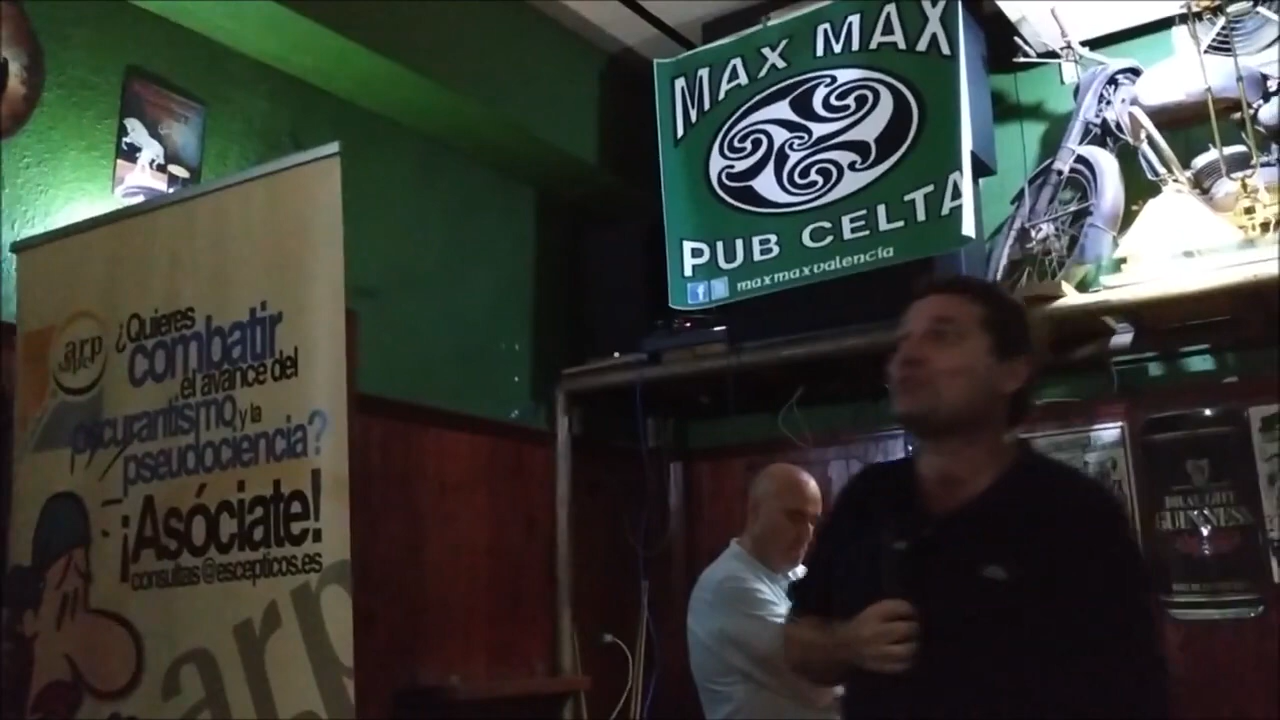 MAX MAX
PUB CELTA
maxmaxvalencia
arp
¿Quieres
combatir
el avance del
oscurantismo y la
pseudociencia?
¡Asóciate!
consultas@escepticos.es
arp
DRAUGHT
GUINNESS